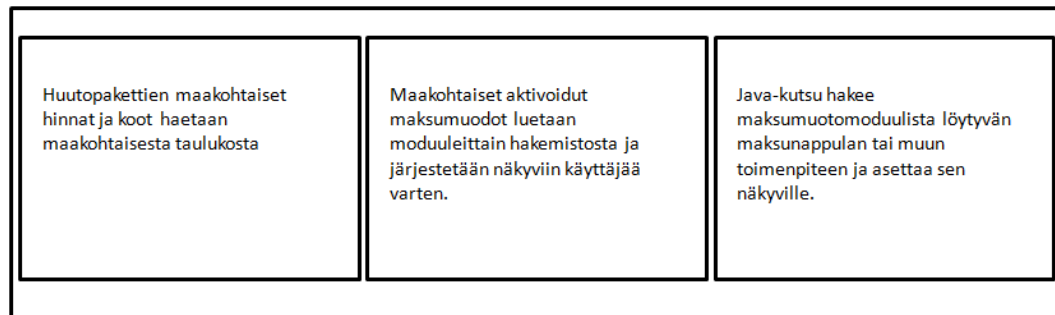 Huutopakettien maakohtaiset
hinnat ja koot haetaan
maakohtaisesta taulukosta
Maakohtaiset aktivoidut
maksumuodot luetaan
moduuleittain hakemistosta ja
järjestetään näkyviin käyttäjää
varten.
Java-kutsu hakee
maksumuotomoduulista löytyvän
maksunappulan tai muun
toimenpiteen ja asettaa sen
näkyville.